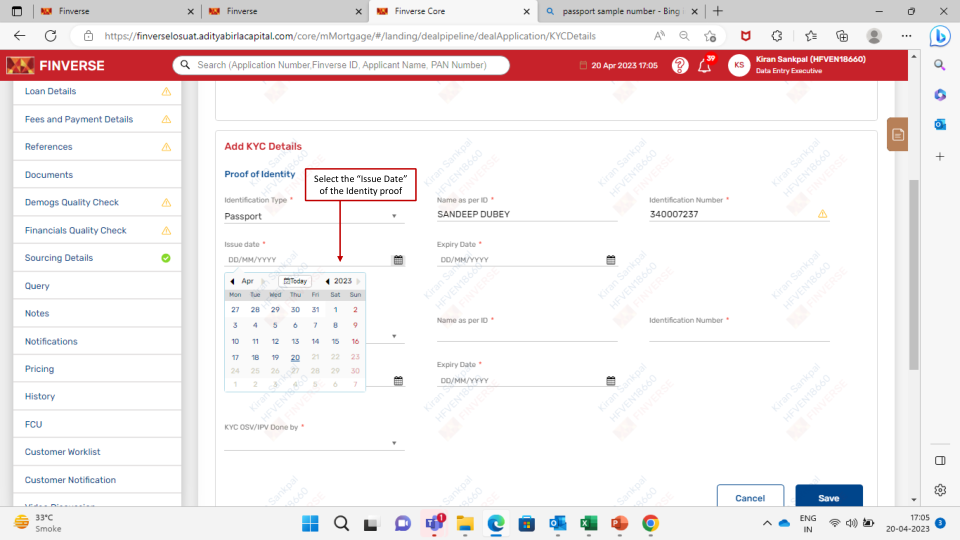 Finverse
Finverse
Finverse Core
passport sample number - Bing
https://finverselosuat.adityabirlacapital.com/core/mMortgage/#/landing/dealpipeline/dealApplication/KYCDetails
FINVERSE
Search (Application Number,Finverse ID, Applicant Name, PAN Number)
20 Apr 2023 17:05
39
KS
Kiran Sankpal (HFVEN18660)
Data Entry Executive
Loan Details
Fees and Payment Details
References
Documents
Demogs Quality Check
Financials Quality Check
Sourcing Details
Query
Notes
Notifications
Pricing
History
FCU
Customer Worklist
Customer Notification
Video Discussion
Add KYC Details
Proof of Identity
Select the “Issue Date”
of the Identity proof
Identification Type *
Name as per ID *
Identification Number *
Passport
SANDEEP DUBEY
340007237
Issue date *
Expiry Date *
DD/MM/YYYY
DD/MM/YYYY
Apr Today 2023
Mon Tue Wed Thu Fri Sat Sun
27 28 29 30 31 1 2
3 4 5 6 7 8 9
10 11 12 13 14 15 16
17 18 19 20 21 22 23
24 25 26 27 28 29 30
1 2 3 4 5 6 7
Name as per ID *
Identification Number *
Expiry Date *
DD/MM/YYYY
KYC OSV/IPV Done by *
Cancel
Save
Kiran Sankpal
HFVEN18660
FINVERSE
33°C
Smoke
ENG
IN
17:05
20-04-2023
3